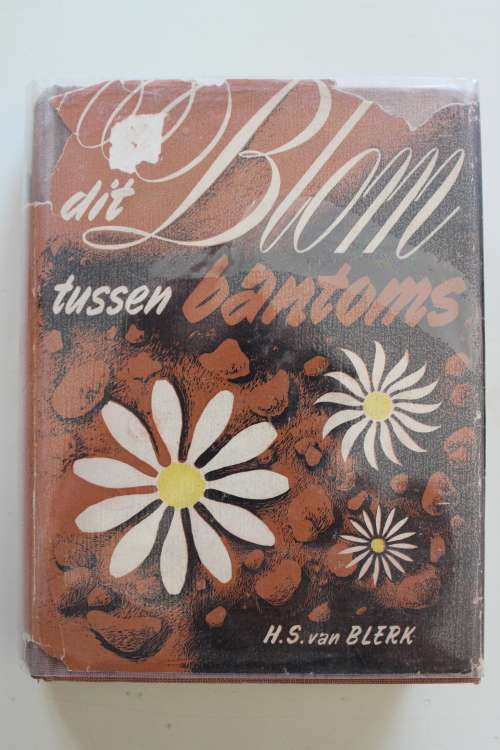 dit Blom
tussen bantoms
H.S. van BLERK